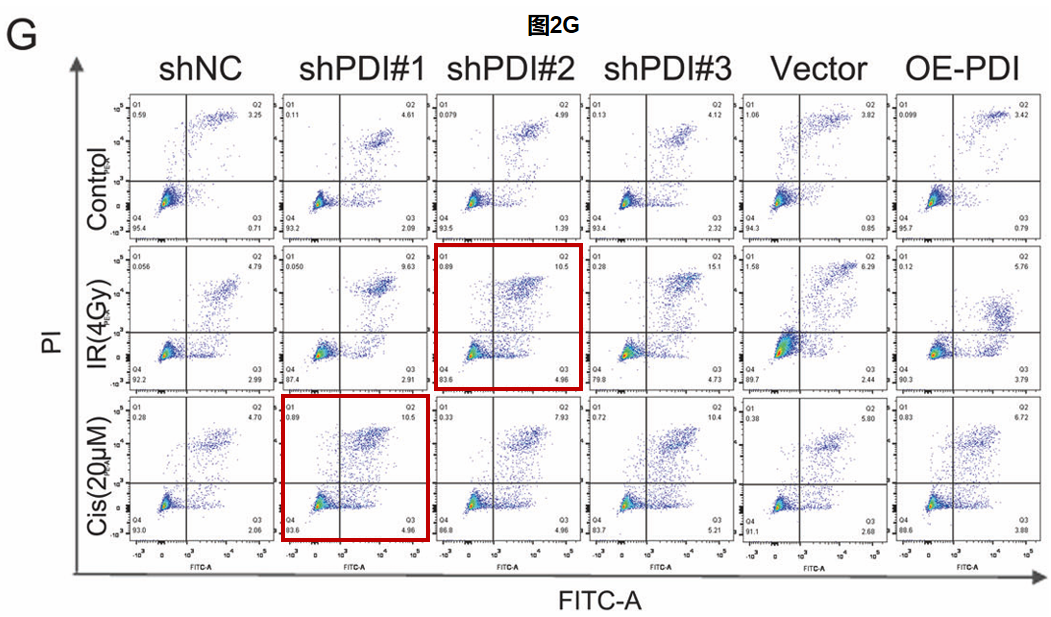 图2G
G
shNC shPDI#1 shPDI#2 shPDI#3 Vector OE-PDI
Control
Q1 0.59 Q2 3.25 Q4 95.4 Q3 0.71
Q1 0.11 Q2 4.61 Q4 93.2 Q3 2.09
Q1 0.079 Q2 4.99 Q4 93.5 Q3 1.39
Q1 0.13 Q2 4.12 Q4 93.4 Q3 2.32
Q1 1.06 Q2 3.82 Q4 94.3 Q3 0.85
Q1 0.099 Q2 3.42 Q4 95.7 Q3 0.79
IR(4Gy)
Q1 0.056 Q2 4.79 Q4 92.2 Q3 2.99
Q1 0.050 Q2 9.63 Q4 87.4 Q3 2.91
Q1 0.89 Q2 10.5 Q4 83.6 Q3 4.96
Q1 0.28 Q2 15.1 Q4 79.8 Q3 4.73
Q1 1.58 Q2 6.29 Q4 89.7 Q3 2.44
Q1 0.12 Q2 5.76 Q4 90.3 Q3 3.79
Cis(20μM)
Q1 0.28 Q2 4.70 Q4 93.0 Q3 2.06
Q1 0.89 Q2 10.5 Q4 83.6 Q3 4.96
Q1 0.33 Q2 7.93 Q4 86.8 Q3 4.96
Q1 0.72 Q2 10.4 Q4 83.7 Q3 5.21
Q1 0.38 Q2 5.80 Q4 91.1 Q3 2.68
Q1 0.83 Q2 6.72 Q4 88.6 Q3 3.88
FITC-A FITC-A FITC-A FITC-A FITC-A FITC-A
PI
FITC-A